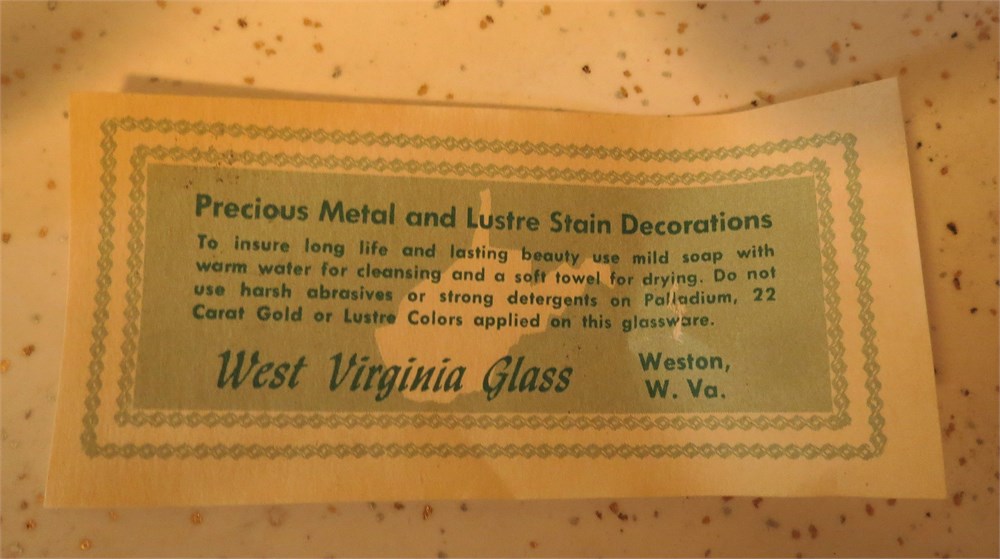 Precious Metal and Lustre Stain Decorations
To insure long life and lasting beauty use mild soap with
warm water for cleansing and a soft towel for drying. Do not
use harsh abrasives or strong detergents on Palladium, 22
Carat Gold or Lustre Colors applied on this glassware.
West Virginia Glass
Weston,
W. Va.